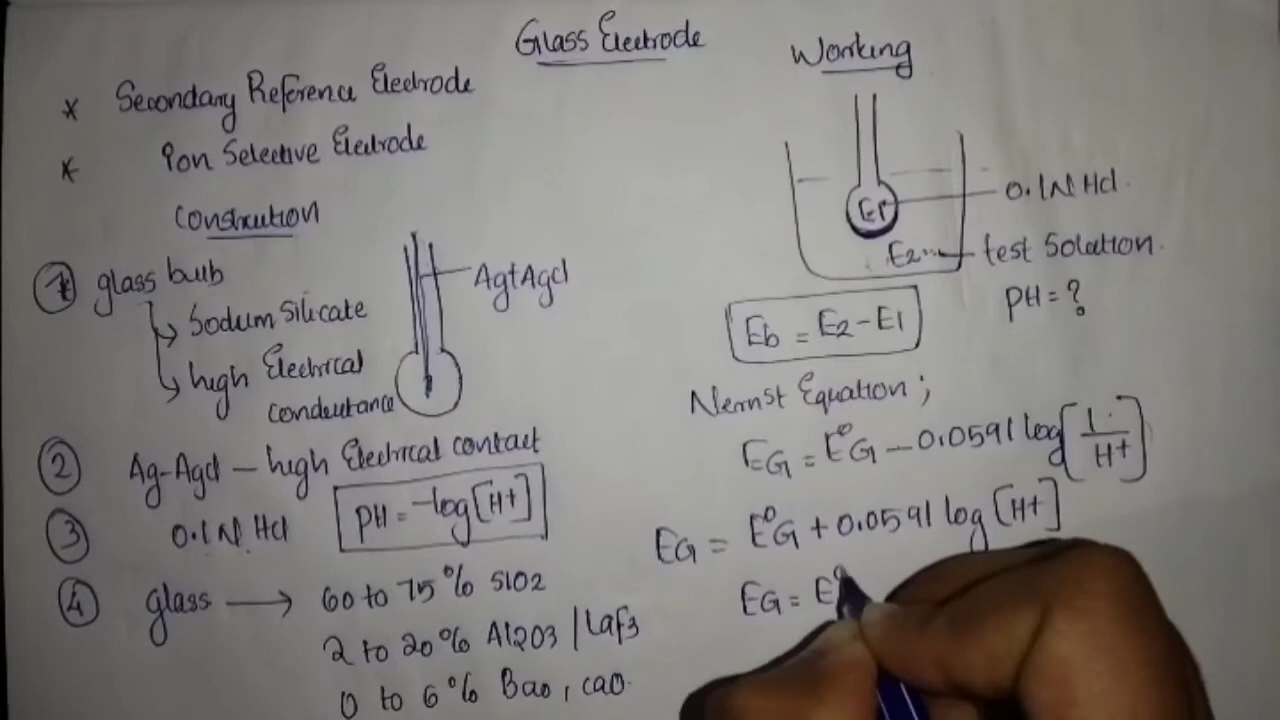 Glass Electrode
* Secondary Reference Electrode
* Ion Selective Electrode
Construction
1 glass bulb
→ Sodium Silicate
→ high Electrical
conductance
Ag+Agcl
2 Ag-Agcl - high Electrical contact
3 0.1N Hcl
PH = -log[H+]
4 glass → 60 to 75% SiO2
2 to 20% Al2O3 / Laf3
0 to 6% Bao, cao.
Working
E1
0.1N Hcl.
E2
test Solation.
PH = ?
Eb = E2-E1
Nernst Equation;
EG = E°G - 0.0591 log[1/H+]
EG = E°G + 0.0591 log [H+]
EG = E°